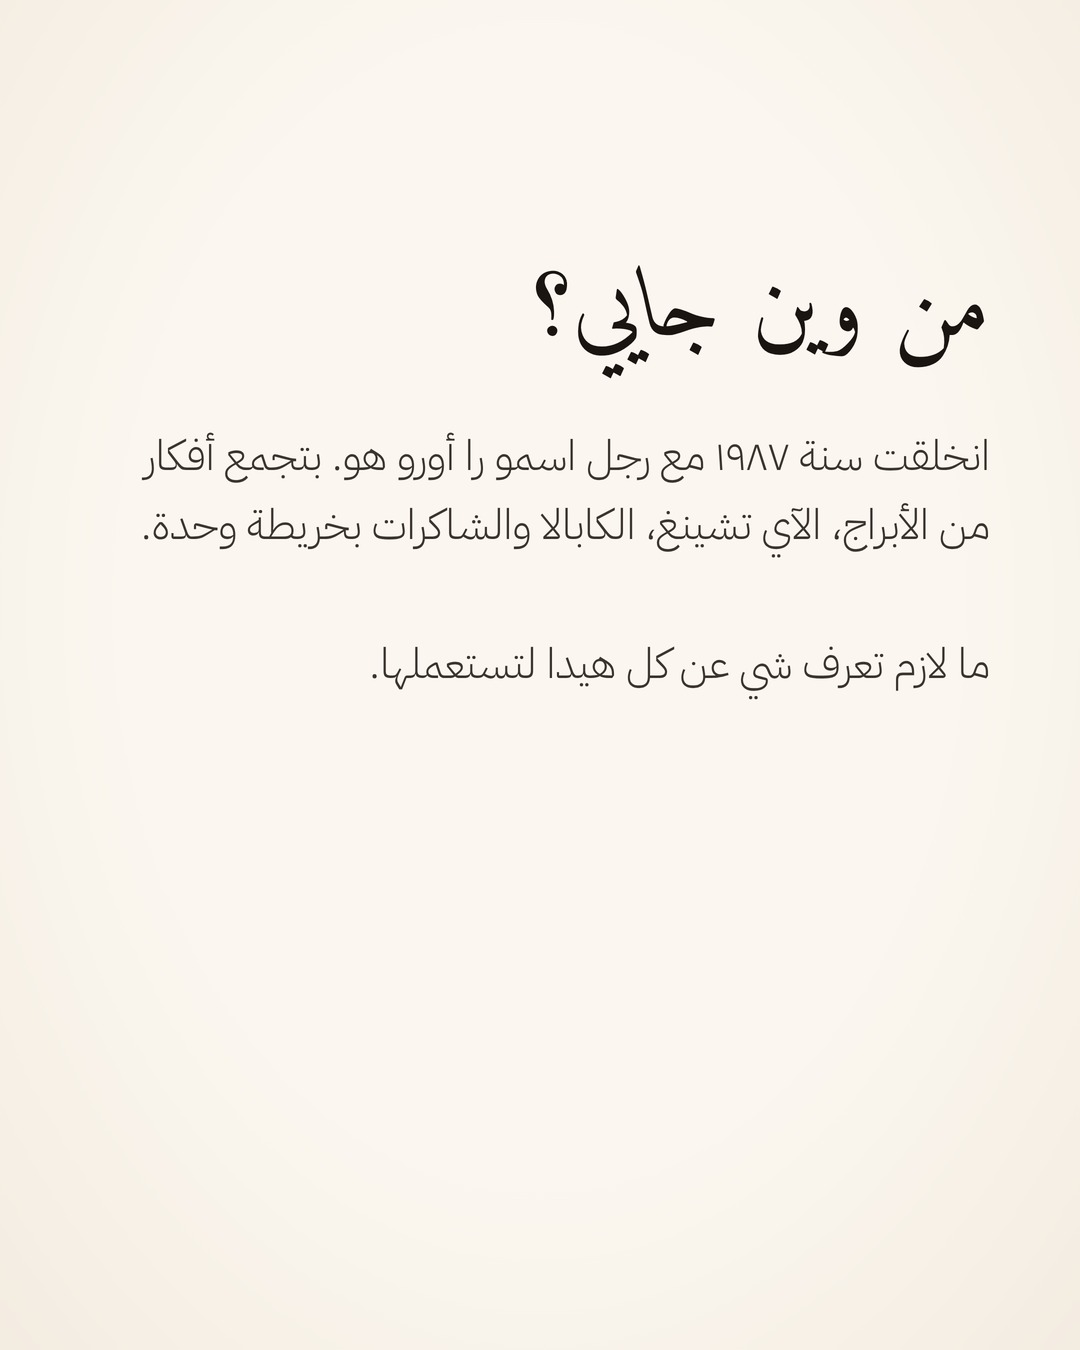 من وين جايي؟
انخلقت سنة ١٩٨٧ مع رجل اسمو را أورو هو. بتجمع أفكار
من الأبراج، الآي تشينغ، الكابالا والشاكرات بخريطة وحدة.
ما لازم تعرف شي عن كل هيدا لتستعملها.